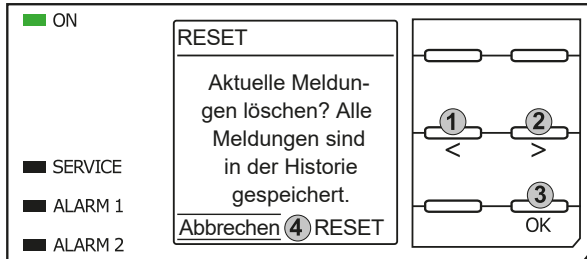 ON
RESET
Aktuelle Meldun-
gen löschen? Alle
Meldungen sind
in der Historie
gespeichert.
Abbrechen 4 RESET
SERVICE
ALARM 1
ALARM 2
1 2
< >
3
OK